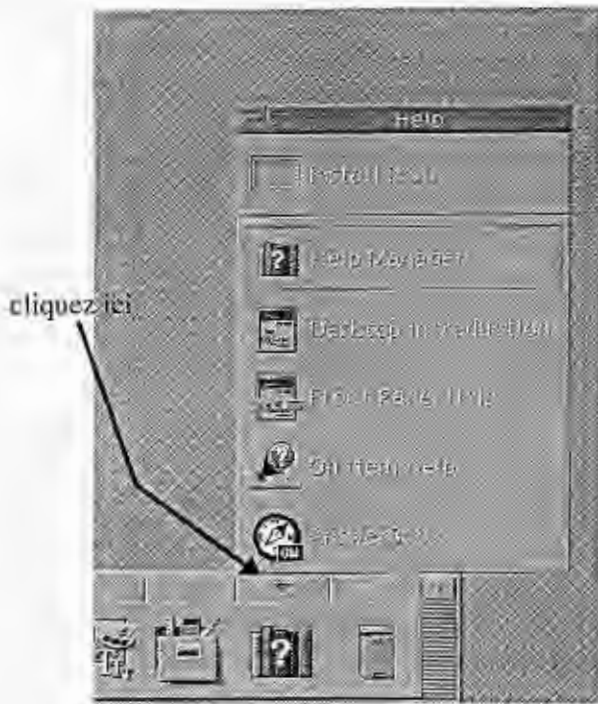 Help
Install Icon
Help Manager
cliquez ici
Desktop Introduction
Front Panel Help
On Item Help
?